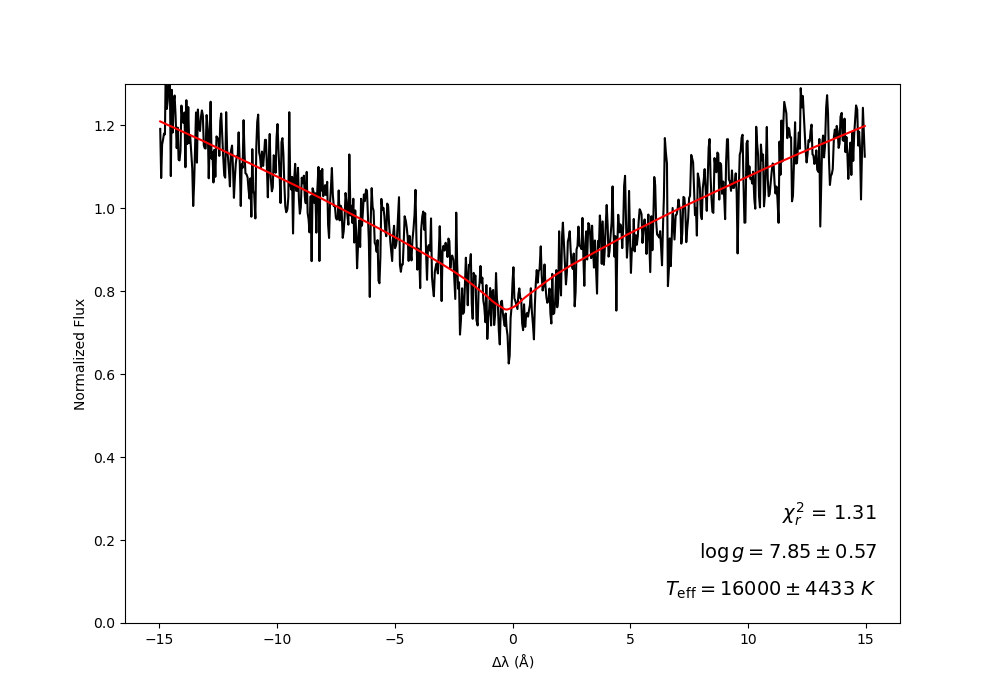 Normalized Flux
1.2
1.0
0.8
0.6
0.4
0.2
0.0
χ²ᵣ = 1.31
log g = 7.85 ± 0.57
T_eff = 16000 ± 4433 K
−15 −10 −5 0 5 10 15
Δλ (Å)